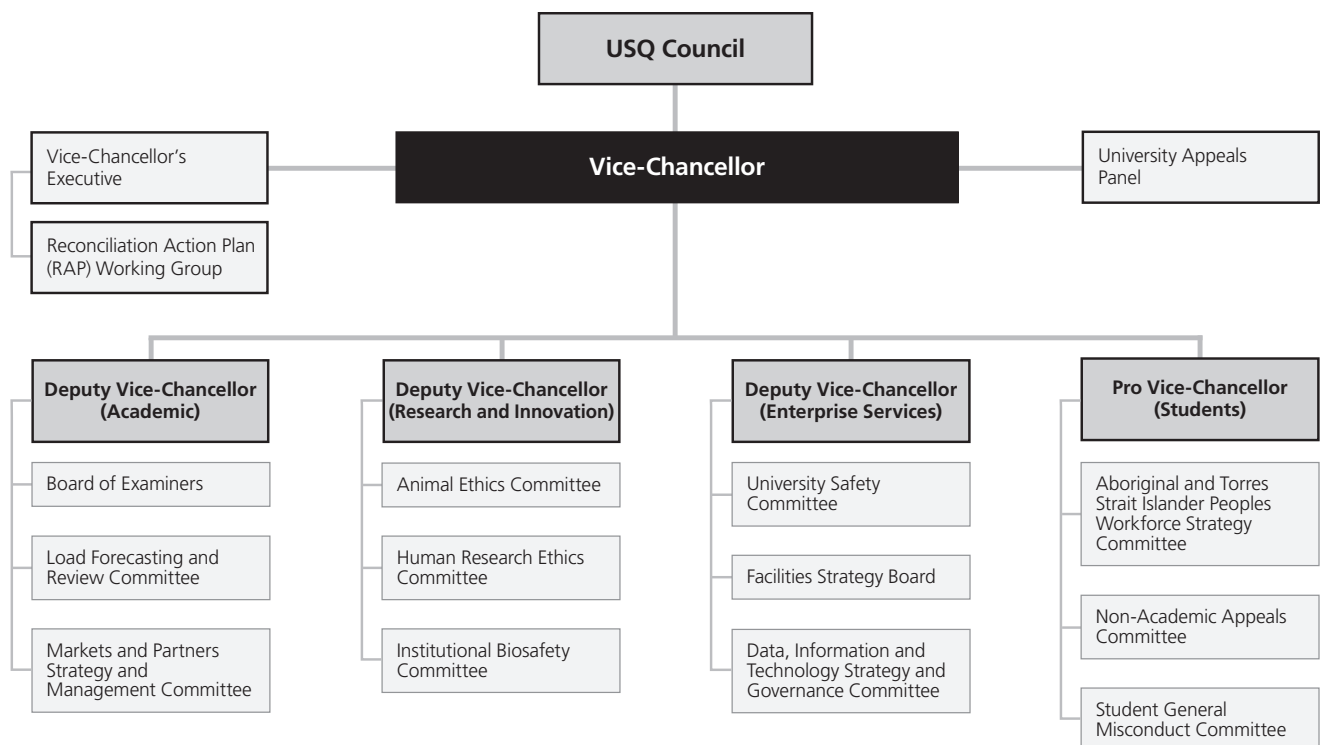 USQ Council
Vice-Chancellor's
Executive
Vice-Chancellor
University Appeals
Panel
Reconciliation Action Plan
(RAP) Working Group
Deputy Vice-Chancellor
(Academic)
Board of Examiners
Load Forecasting and
Review Committee
Markets and Partners
Strategy and
Management Committee
Deputy Vice-Chancellor
(Research and Innovation)
Animal Ethics Committee
Human Research Ethics
Committee
Institutional Biosafety
Committee
Deputy Vice-Chancellor
(Enterprise Services)
University Safety
Committee
Facilities Strategy Board
Data, Information and
Technology Strategy and
Governance Committee
Pro Vice-Chancellor
(Students)
Aboriginal and Torres
Strait Islander Peoples
Workforce Strategy
Committee
Non-Academic Appeals
Committee
Student General
Misconduct Committee